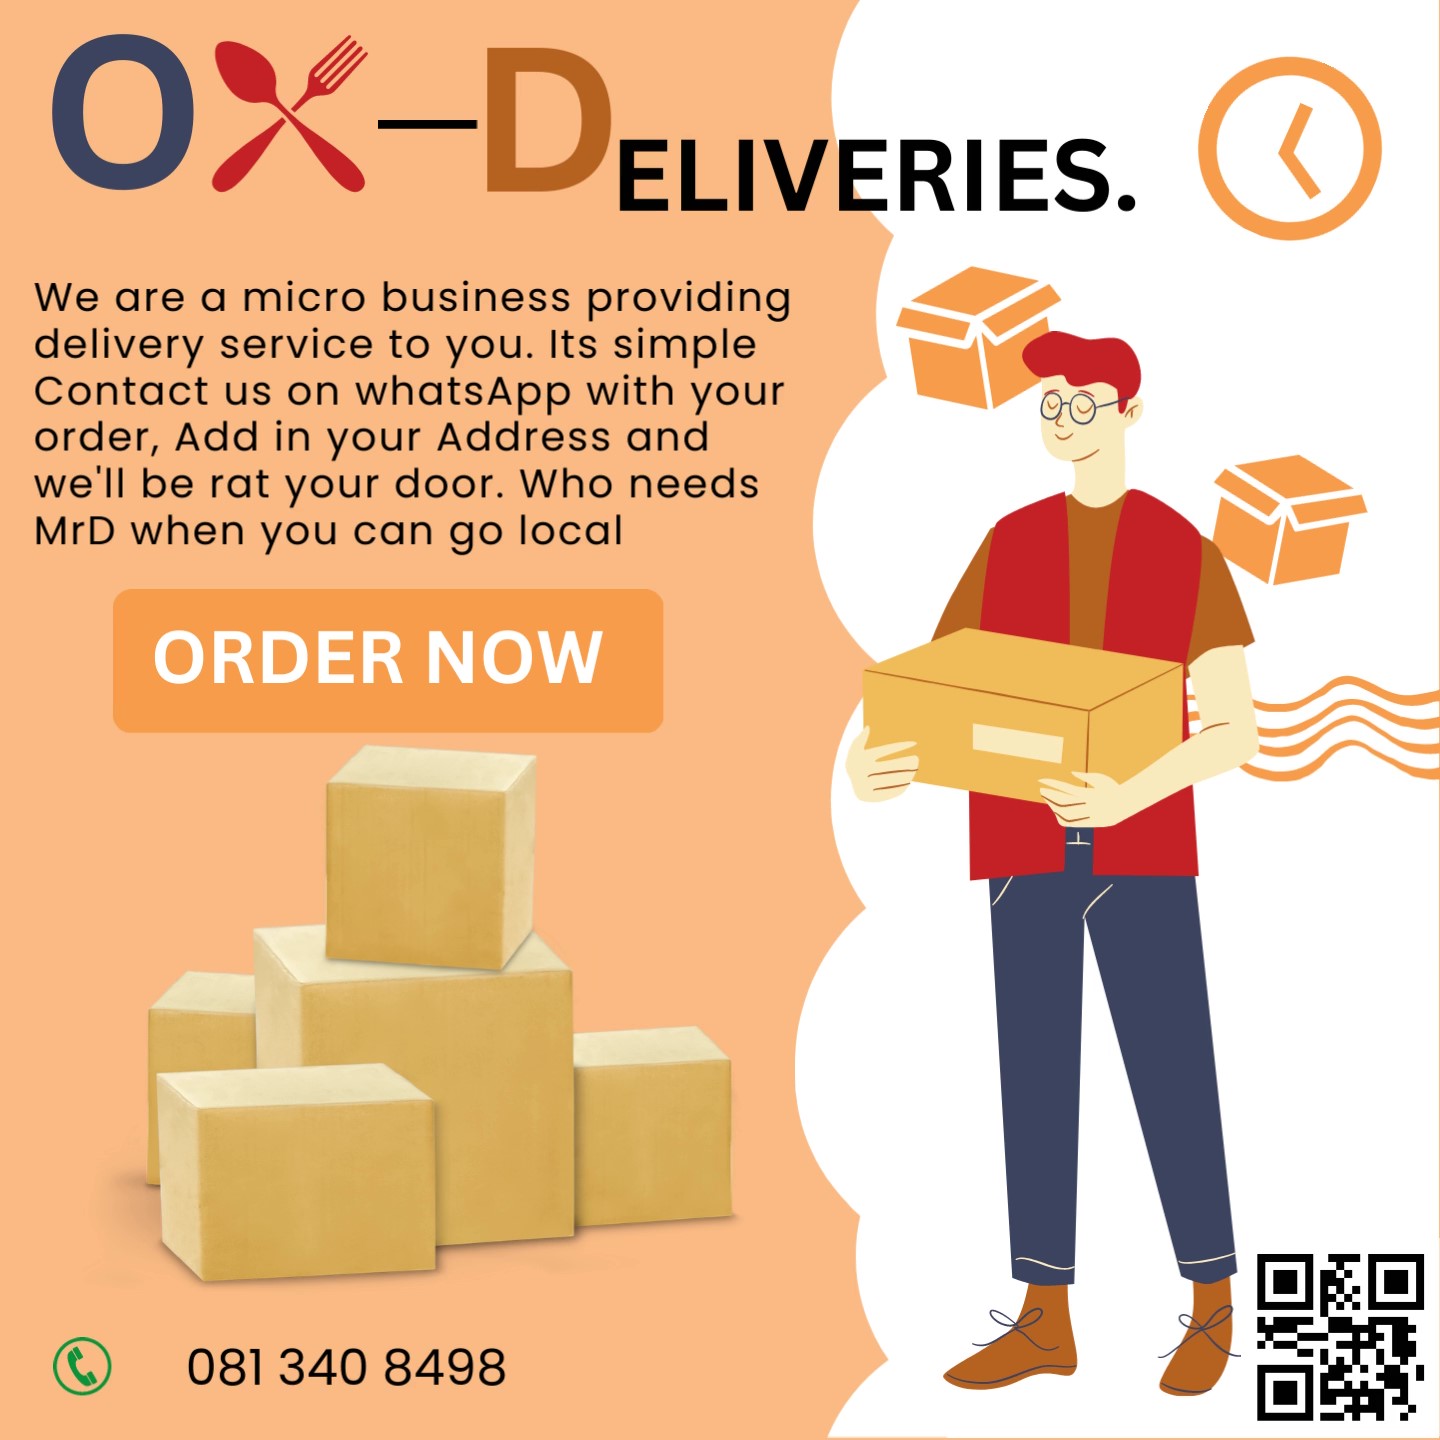 OX-DELIVERIES.
We are a micro business providing
delivery service to you. Its simple
Contact us on whatsApp with your
order, Add in your Address and
we'll be rat your door. Who needs
MrD when you can go local
ORDER NOW
081 340 8498